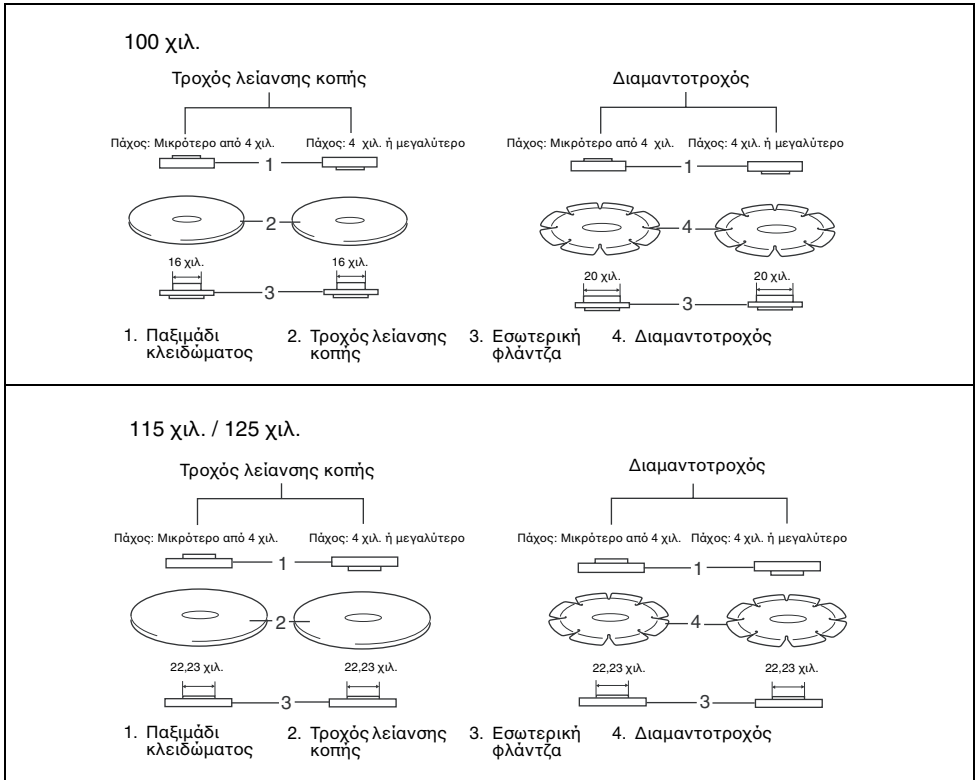 100 χιλ.
Τροχός λείανσης κοπής
Διαμαντοτροχός
Πάχος: Μικρότερο από 4 χιλ.
Πάχος: 4 χιλ. ή μεγαλύτερο
Πάχος: Μικρότερο από 4 χιλ.
Πάχος: 4 χιλ. ή μεγαλύτερο
1
1
2
4
16 χιλ.
16 χιλ.
20 χιλ.
20 χιλ.
3
3
1. Παξιμάδι κλειδώματος
2. Τροχός λείανσης κοπής
3. Εσωτερική φλάντζα
4. Διαμαντοτροχός
115 χιλ. / 125 χιλ.
Τροχός λείανσης κοπής
Διαμαντοτροχός
Πάχος: Μικρότερο από 4 χιλ.
Πάχος: 4 χιλ. ή μεγαλύτερο
Πάχος: Μικρότερο από 4 χιλ.
Πάχος: 4 χιλ. ή μεγαλύτερο
1
1
2
4
22,23 χιλ.
22,23 χιλ.
22,23 χιλ.
22,23 χιλ.
3
3
1. Παξιμάδι κλειδώματος
2. Τροχός λείανσης κοπής
3. Εσωτερική φλάντζα
4. Διαμαντοτροχός